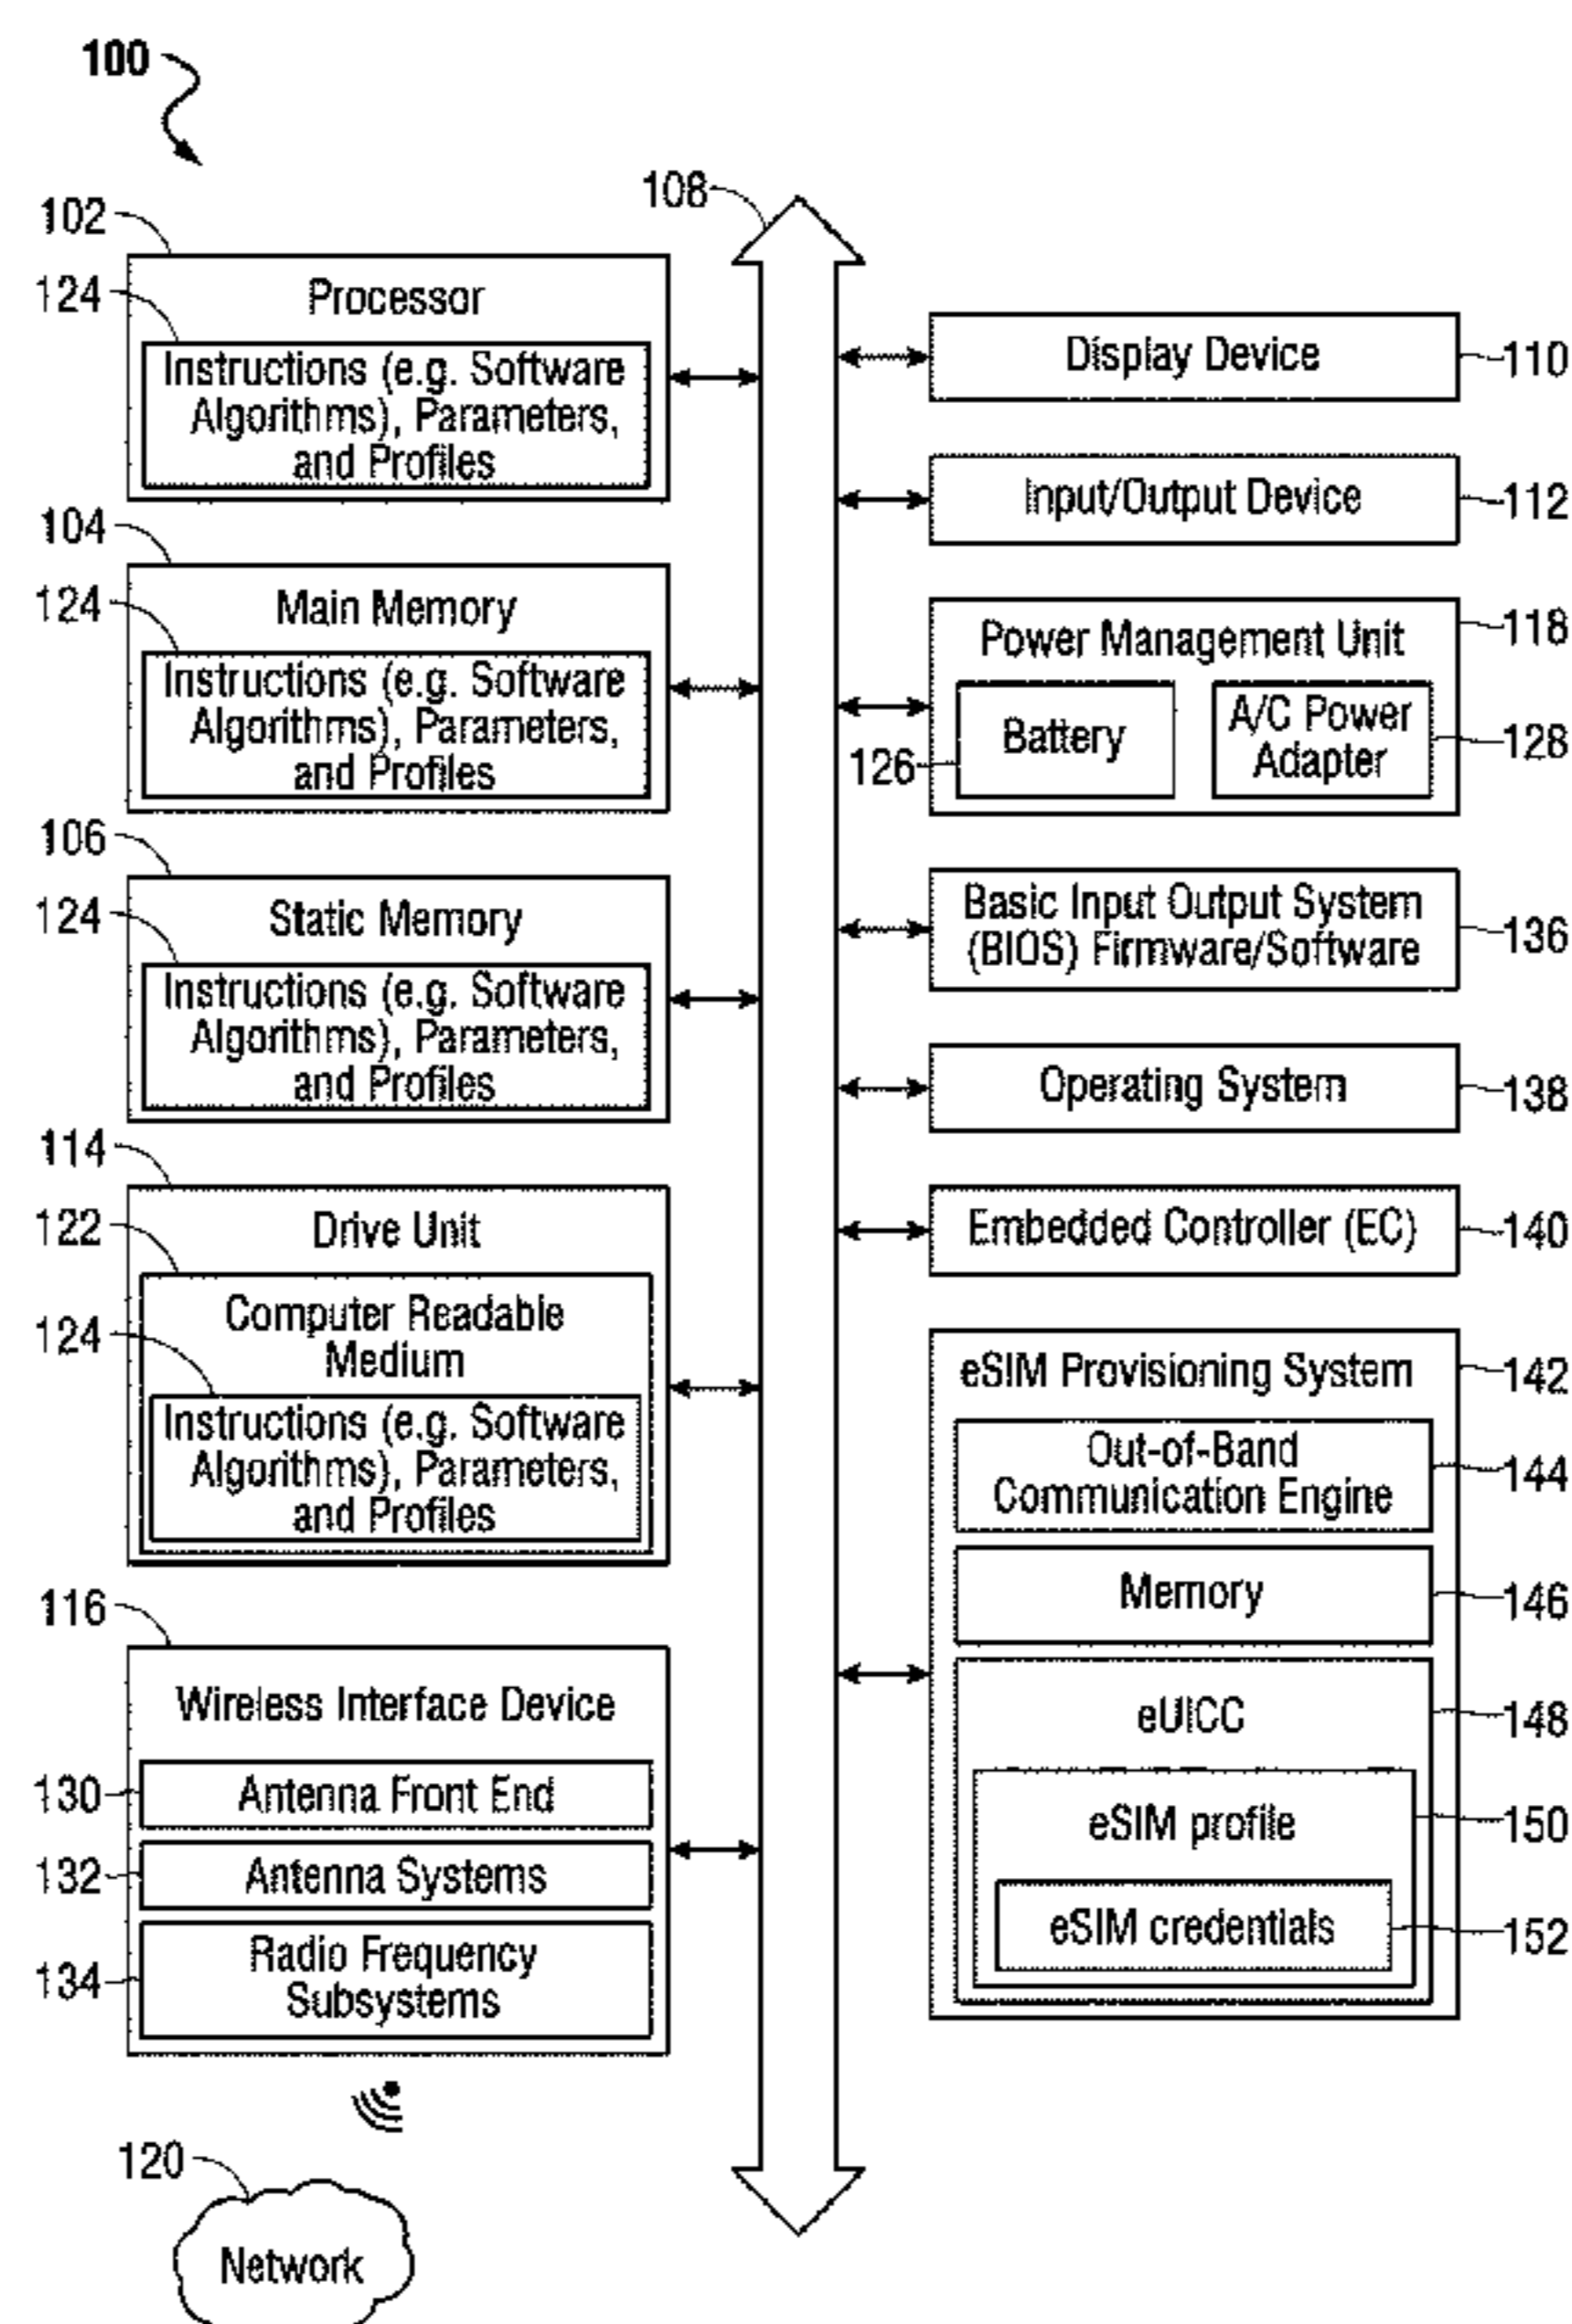 100
108
102
124
Processor
Instructions (e.g. Software
Algorithms), Parameters,
and Profiles
104
124
Main Memory
Instructions (e.g. Software
Algorithms), Parameters,
and Profiles
106
124
Static Memory
Instructions (e.g. Software
Algorithms), Parameters,
and Profiles
114
122
Drive Unit
124
Computer Readable
Medium
Instructions (e.g. Software
Algorithms), Parameters,
and Profiles
116
Wireless Interface Device
130
Antenna Front End
132
Antenna Systems
134
Radio Frequency
Subsystems
120
Network
Display Device
110
Input/Output Device
112
Power Management Unit
118
Battery
126
A/C Power
Adapter
128
Basic Input Output System
(BIOS) Firmware/Software
136
Operating System
138
Embedded Controller (EC)
140
eSIM Provisioning System
142
Out-of-Band
Communication Engine
144
Memory
146
eUICC
148
eSIM profile
150
eSIM credentials
152